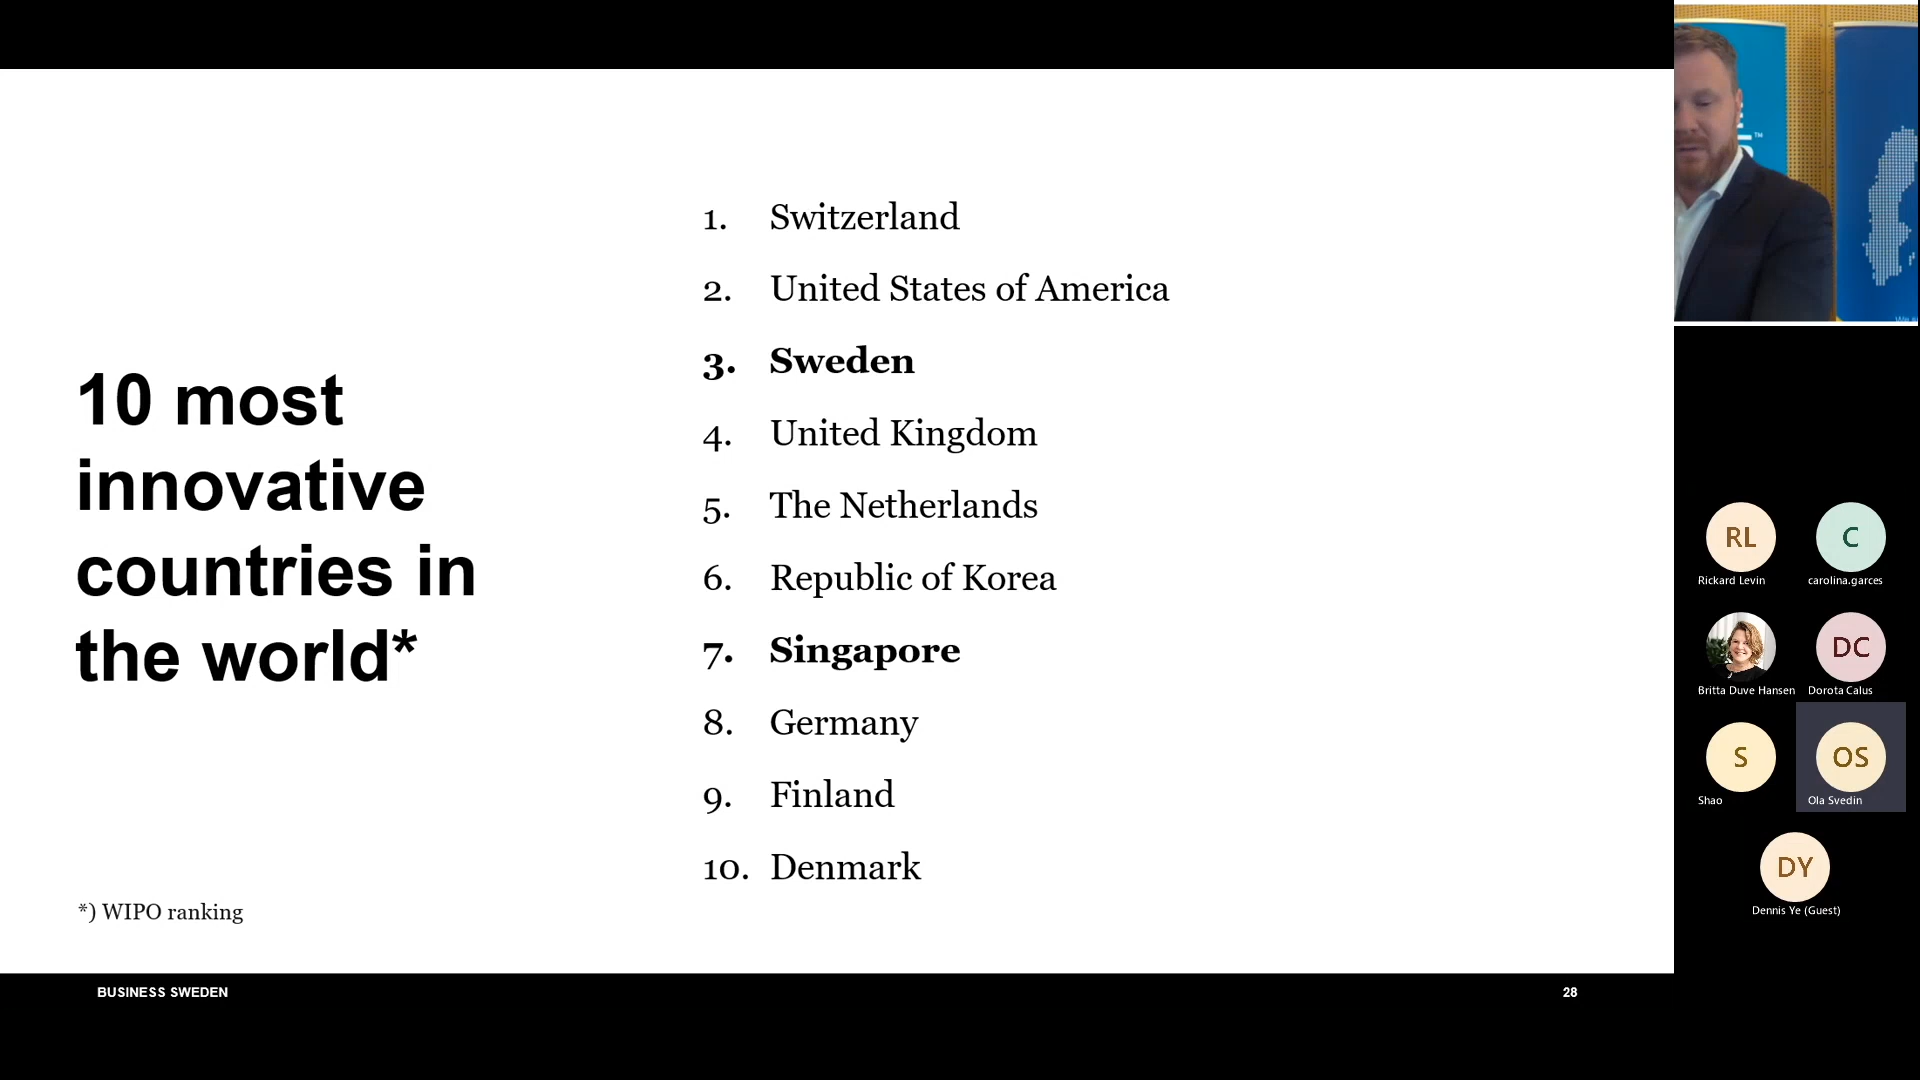 10 most
innovative
countries in
the world*
1. Switzerland
2. United States of America
3. Sweden
4. United Kingdom
5. The Netherlands
6. Republic of Korea
7. Singapore
8. Germany
9. Finland
10. Denmark
*) WIPO ranking
BUSINESS SWEDEN
28
TM
RL
Rickard Levin
C
carolina.garces
Britta Duve Hansen
DC
Dorota Calus
S
Shao
OS
Ola Svedin
DY
Dennis Ye (Guest)